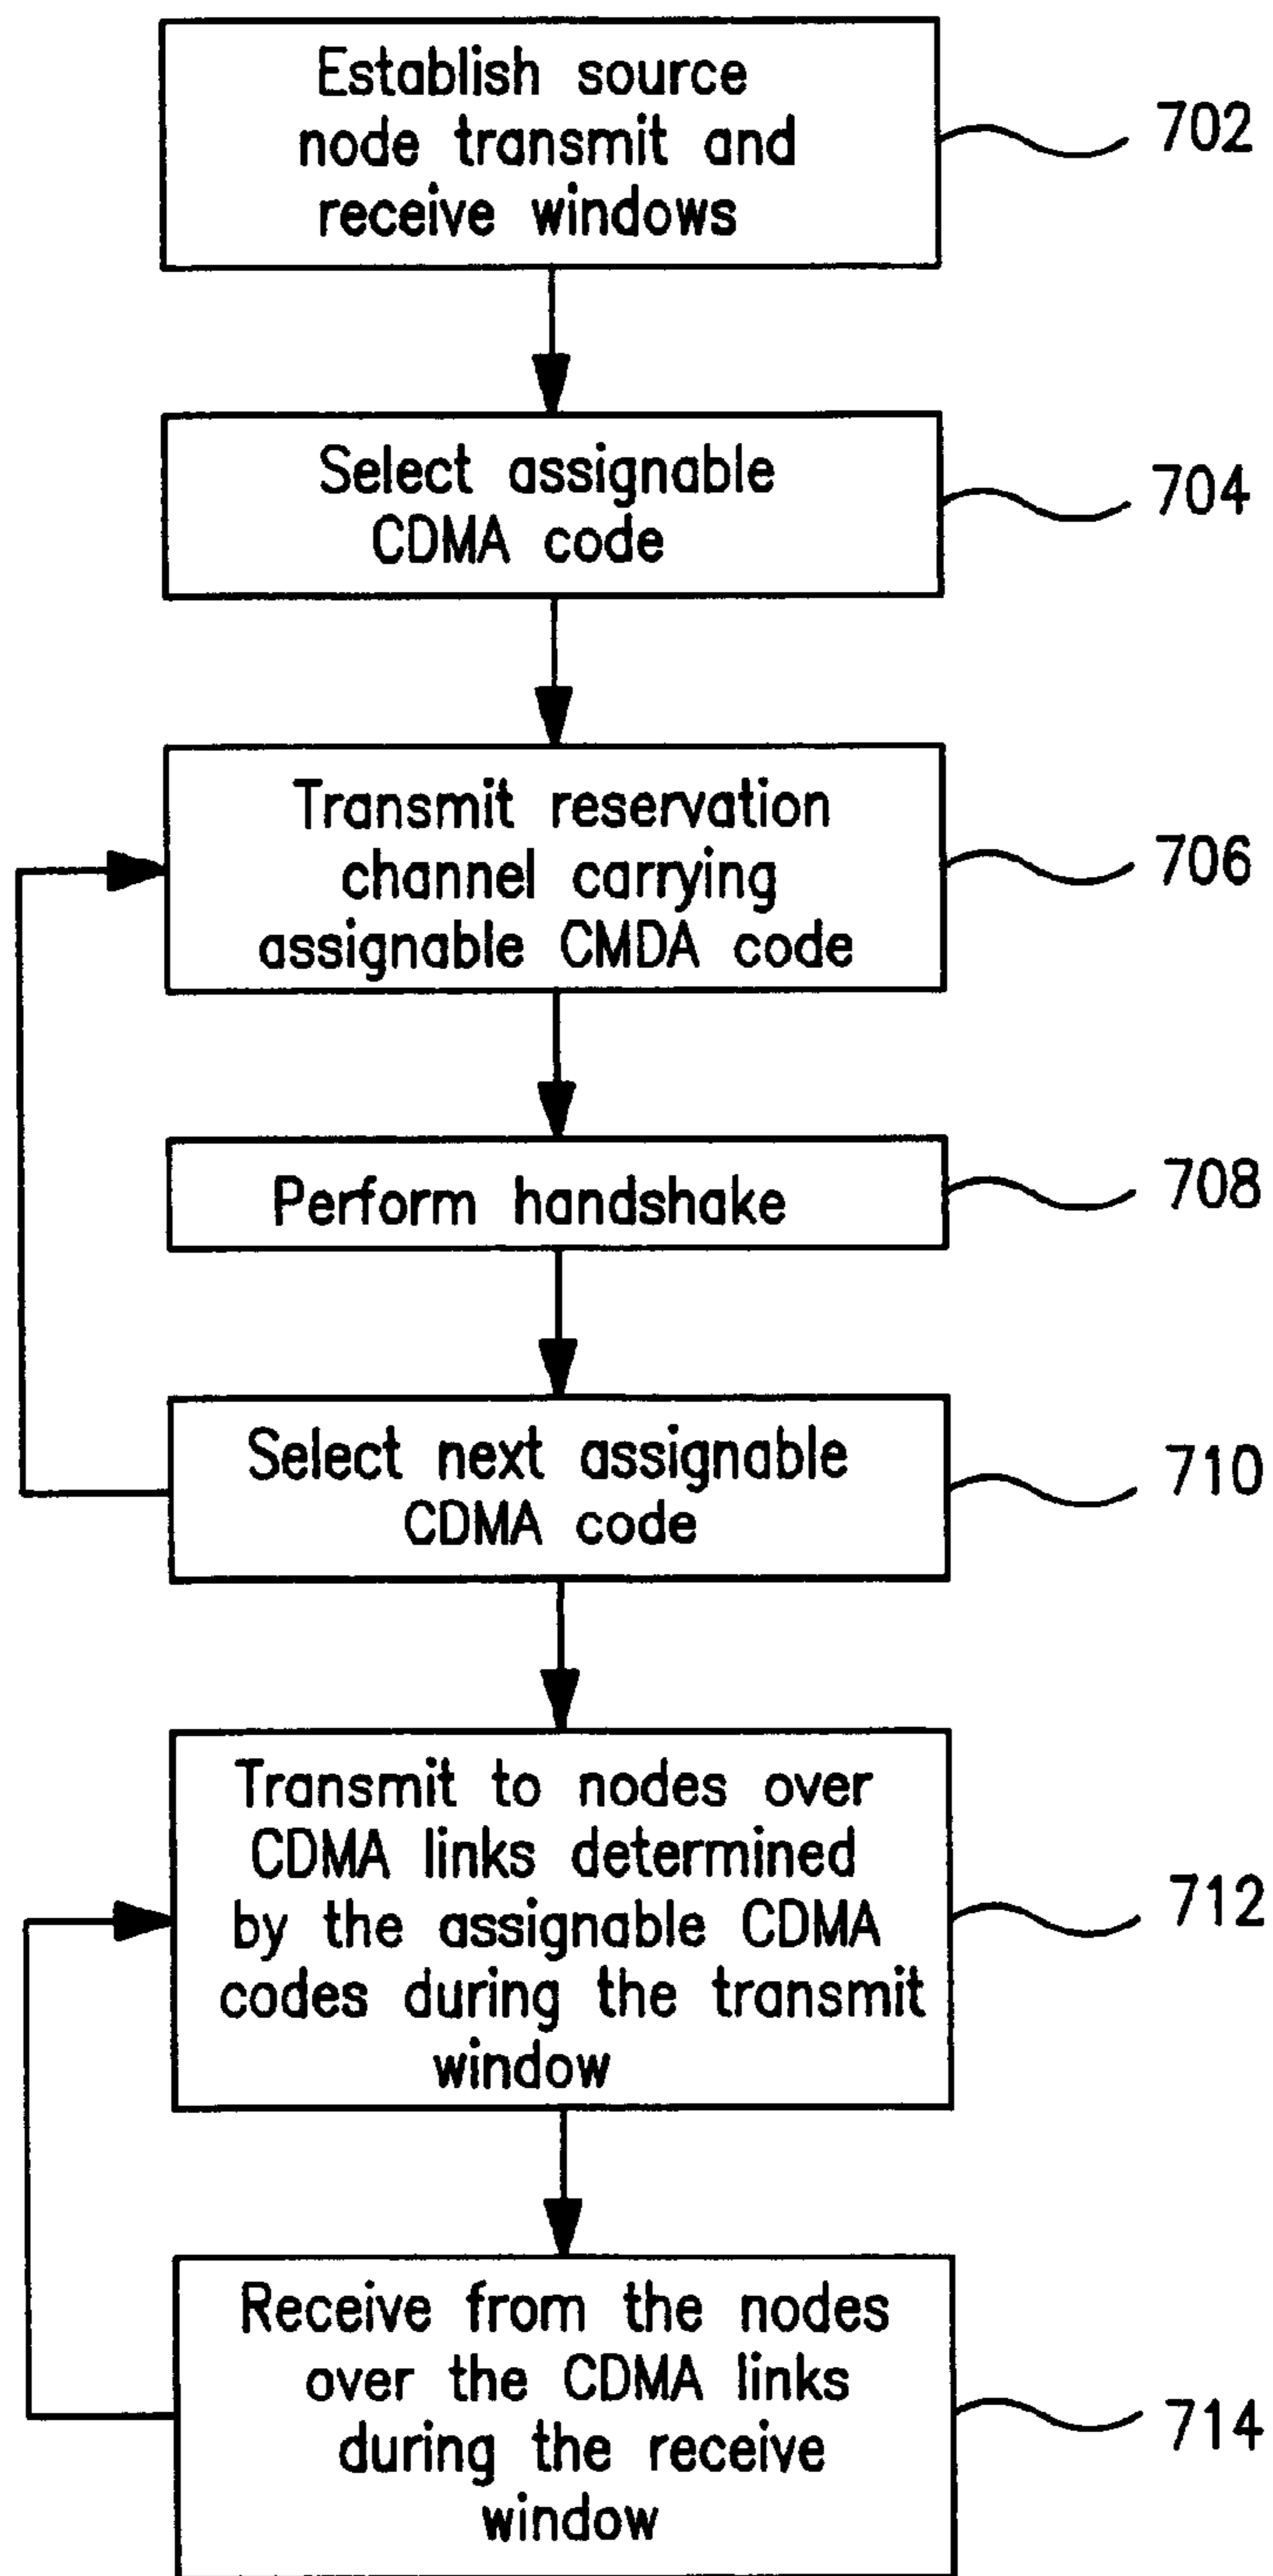 Establish source
node transmit and
receive windows
702
Select assignable
CDMA code
704
Transmit reservation
channel carrying
assignable CMDA code
706
Perform handshake
708
Select next assignable
CDMA code
710
Transmit to nodes over
CDMA links determined
by the assignable CDMA
codes during the transmit
window
712
Receive from the nodes
over the CDMA links
during the receive
window
714